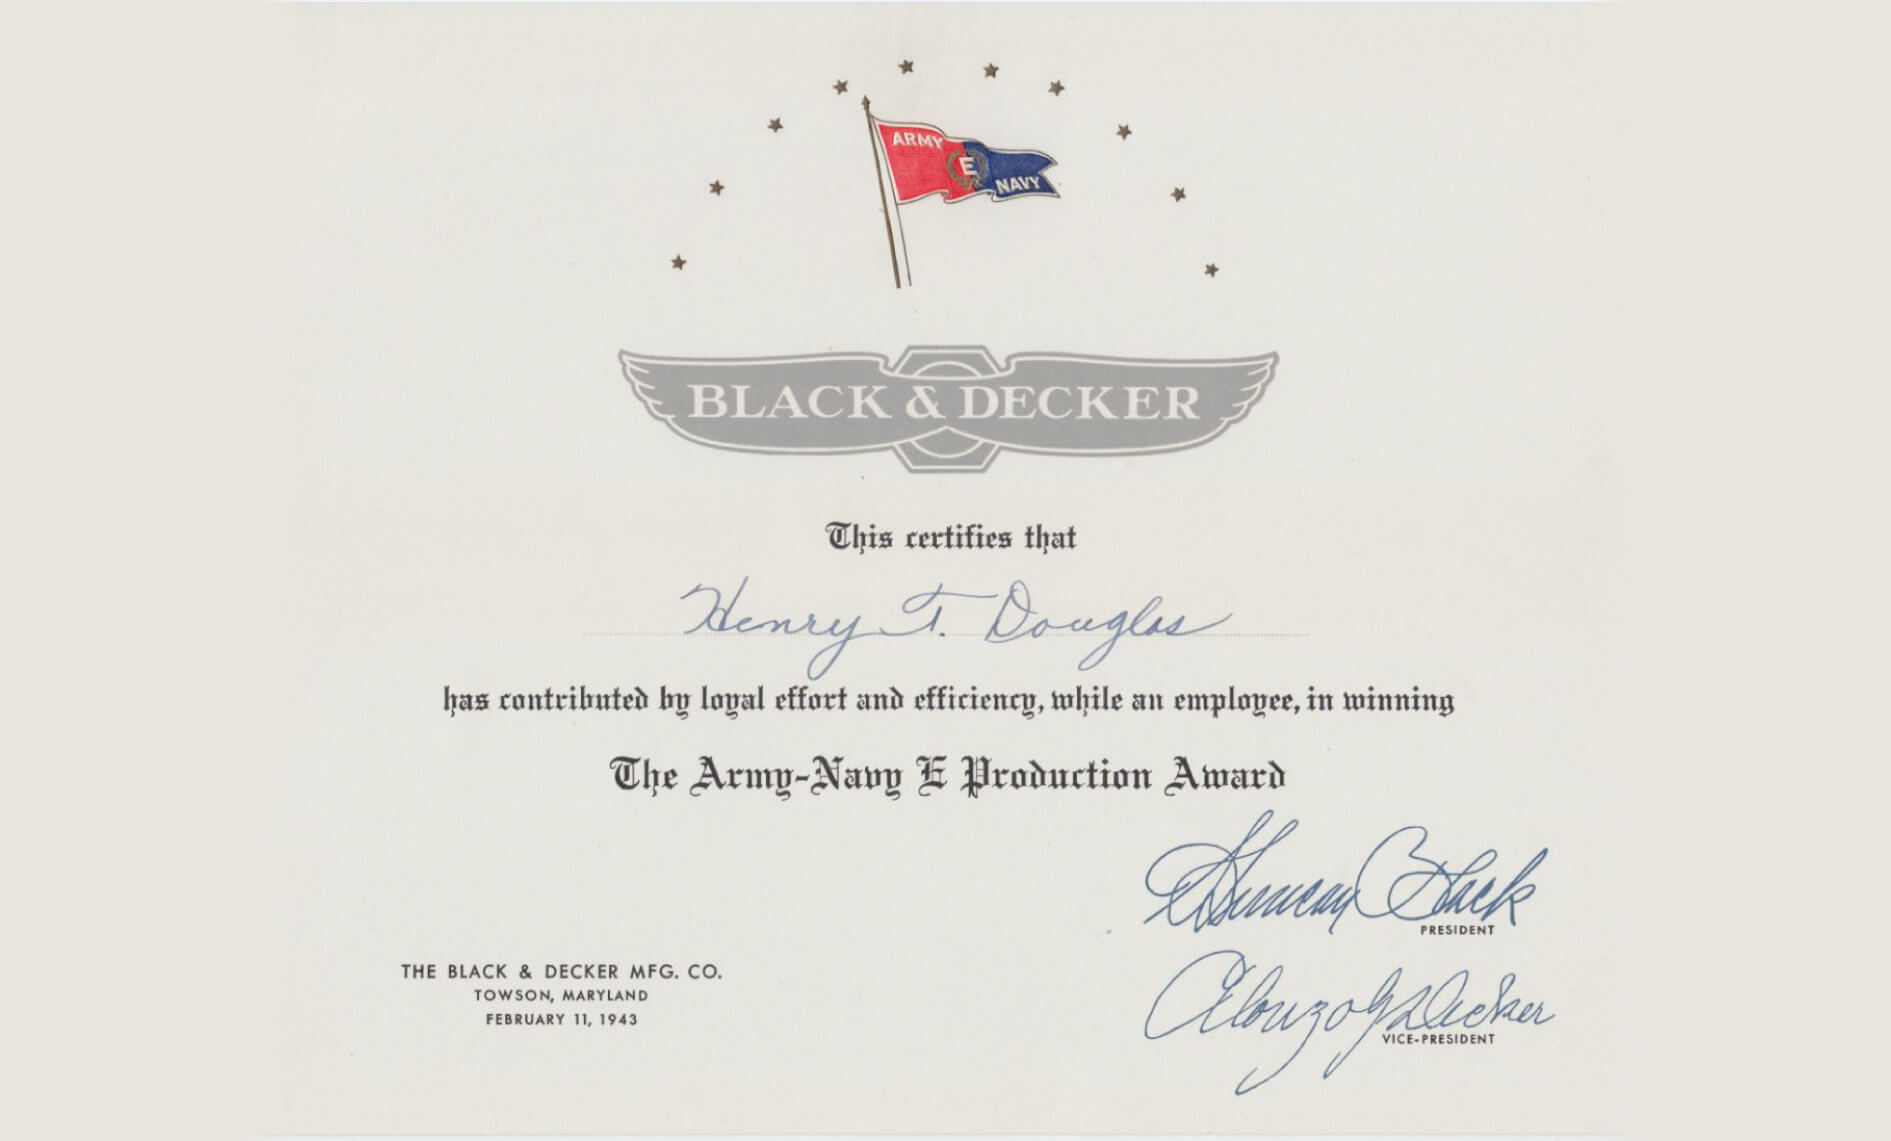 ARMY
E
NAVY
BLACK & DECKER
This certifies that
Henry T. Douglas
has contributed by loyal effort and efficiency, while an employee, in winning
The Army-Navy E Production Award
S. Duncan Black
PRESIDENT
THE BLACK & DECKER MFG. CO.
TOWSON, MARYLAND
FEBRUARY 11, 1943
Alonzo G. Decker
VICE-PRESIDENT